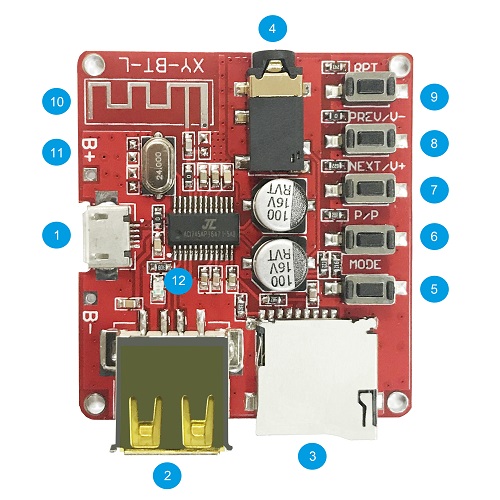 4
XY-BT-L
RPT
10
9
PREV/V-
8
11
B+
24.000
NEXT/V+
7
100
16V
RVT
P/P
1
JL
6
100
16V
RVT
MODE
12
5
B-
2
3